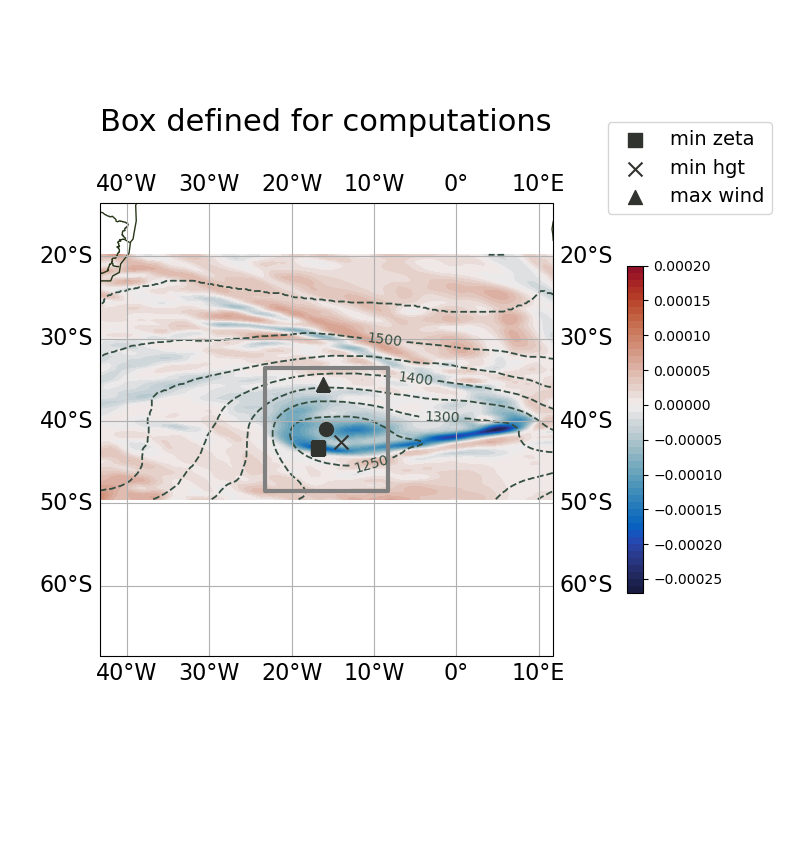 Box defined for computations
min zeta
min hgt
max wind
40°W 30°W 20°W 10°W 0° 10°E
20°S 20°S
30°S 30°S
40°S 40°S
50°S 50°S
60°S 60°S
40°W 30°W 20°W 10°W 0° 10°E
1500
1400
1300
1250
0.00020
0.00015
0.00010
0.00005
0.00000
−0.00005
−0.00010
−0.00015
−0.00020
−0.00025